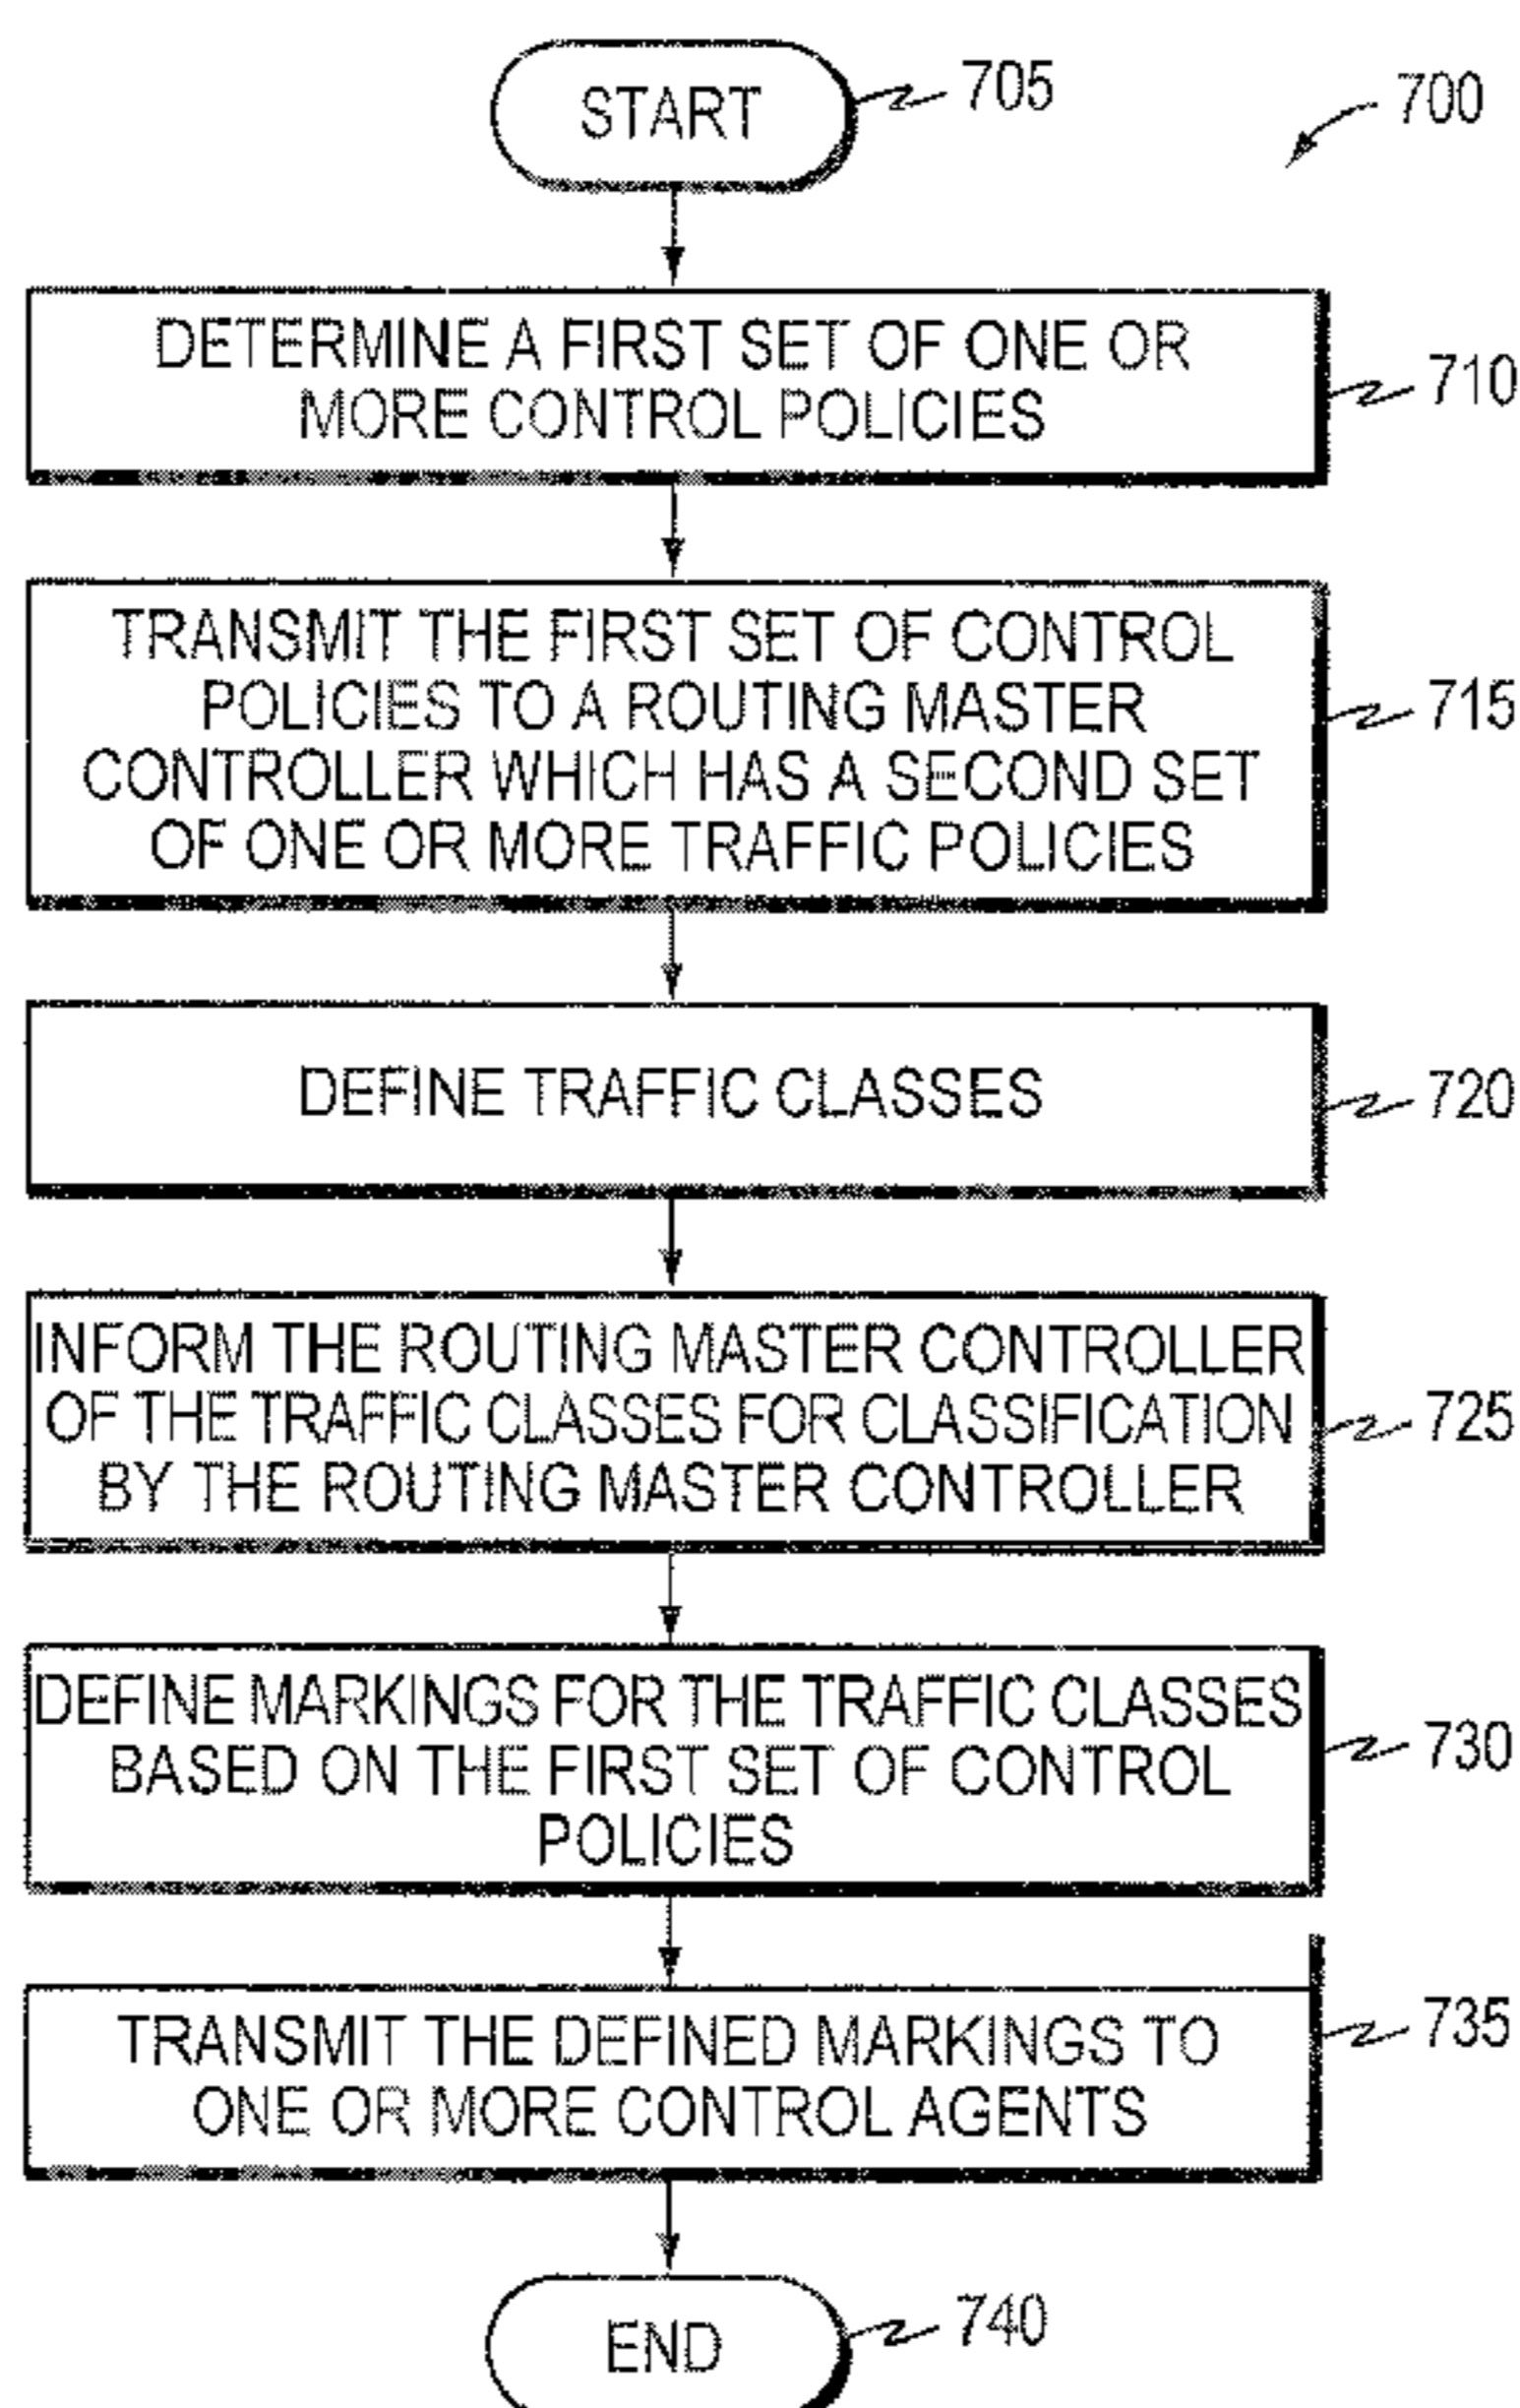 START
705
700
DETERMINE A FIRST SET OF ONE OR
MORE CONTROL POLICIES
710
TRANSMIT THE FIRST SET OF CONTROL
POLICIES TO A ROUTING MASTER
CONTROLLER WHICH HAS A SECOND SET
OF ONE OR MORE TRAFFIC POLICIES
715
DEFINE TRAFFIC CLASSES
720
INFORM THE ROUTING MASTER CONTROLLER
OF THE TRAFFIC CLASSES FOR CLASSIFICATION
BY THE ROUTING MASTER CONTROLLER
725
DEFINE MARKINGS FOR THE TRAFFIC CLASSES
BASED ON THE FIRST SET OF CONTROL
POLICIES
730
TRANSMIT THE DEFINED MARKINGS TO
ONE OR MORE CONTROL AGENTS
735
END
740